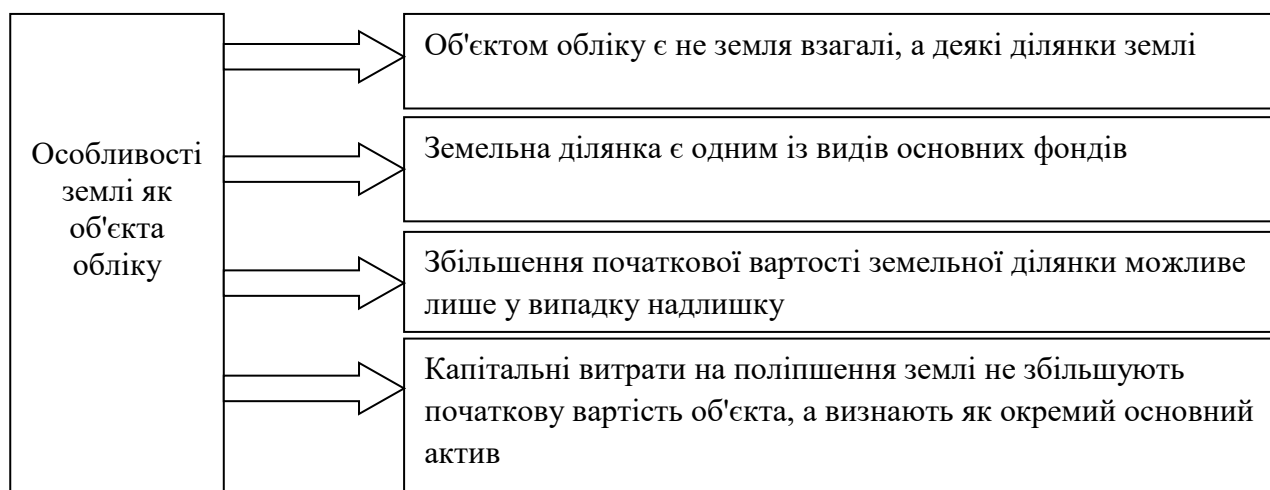 Особливості
землі як
об'єкта
обліку
Об'єктом обліку є не земля взагалі, а деякі ділянки землі
Земельна ділянка є одним із видів основних фондів
Збільшення початкової вартості земельної ділянки можливе
лише у випадку надлишку
Капітальні витрати на поліпшення землі не збільшують
початкову вартість об'єкта, а визнають як окремий основний
актив